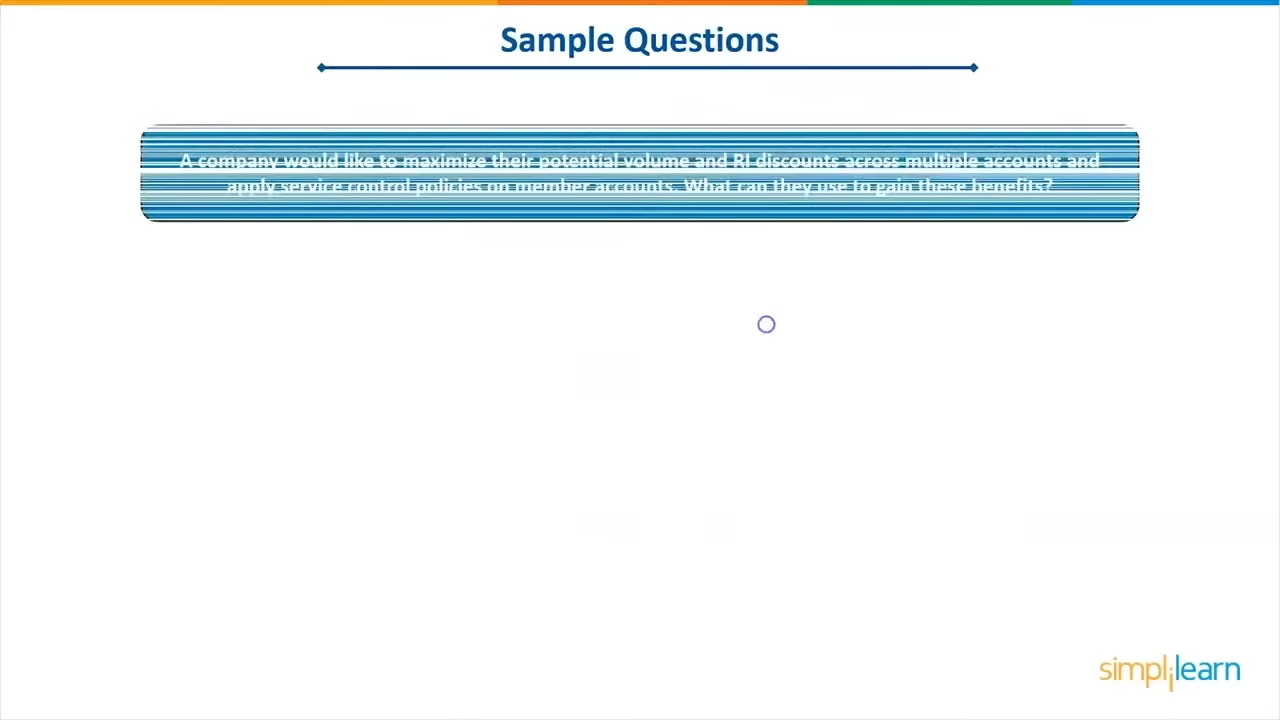 Sample Questions
A company would like to maximize their potential volume and RI discounts across multiple accounts and
apply service control policies on member accounts. What can they use to gain these benefits?
simplilearn